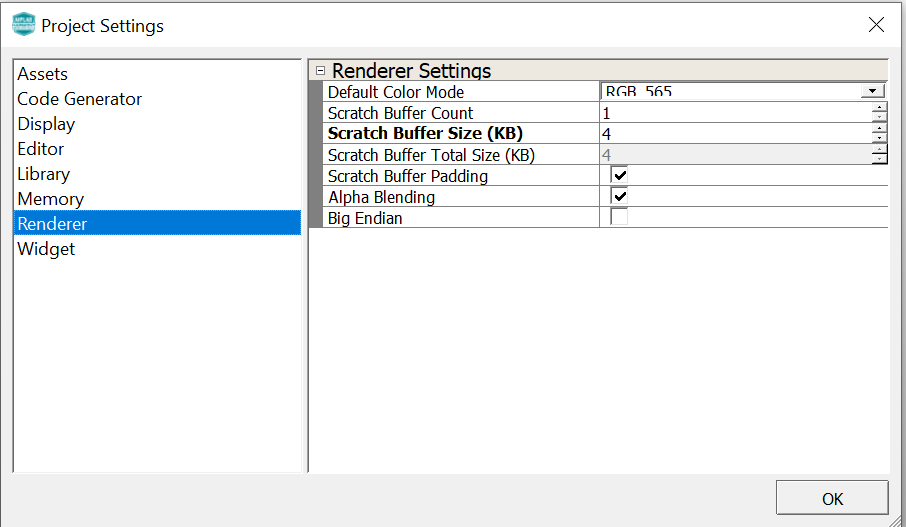 Project Settings
Assets
Code Generator
Display
Editor
Library
Memory
Renderer
Widget
Renderer Settings
Default Color Mode RGB_565
Scratch Buffer Count 1
Scratch Buffer Size (KB) 4
Scratch Buffer Total Size (KB) 4
Scratch Buffer Padding
Alpha Blending
Big Endian
OK